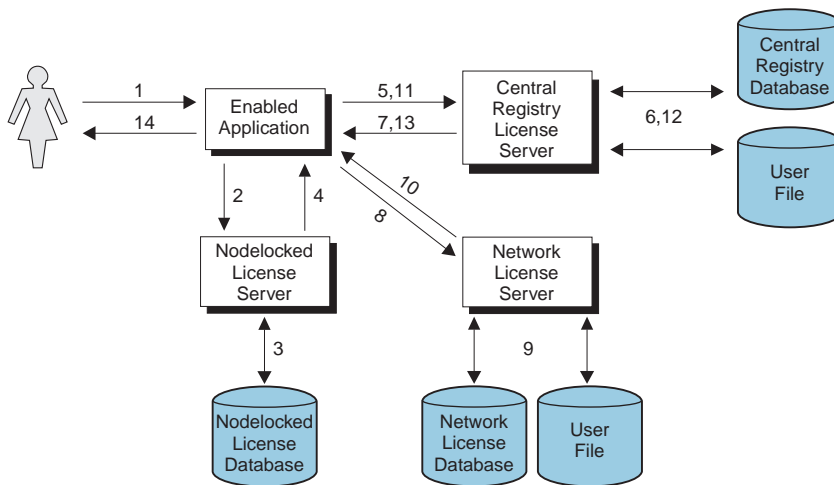 1
14
Enabled
Application
5,11
7,13
Central
Registry
License
Server
6,12
Central
Registry
Database
User
File
2
4
10
8
Nodelocked
License
Server
Network
License
Server
3
9
Nodelocked
License
Database
Network
License
Database
User
File